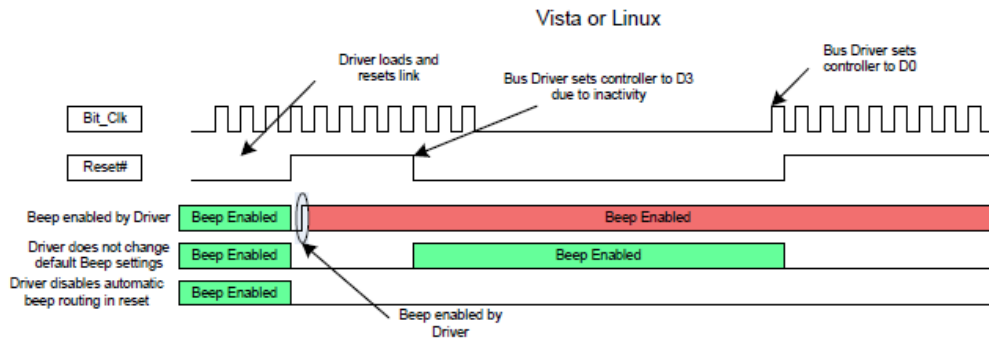 Vista or Linux
Driver loads and
resets link
Bus Driver sets controller to D3
due to inactivity
Bus Driver sets
controller to D0
Bit_Clk
Reset#
Beep enabled by Driver
Beep Enabled
Beep Enabled
Driver does not change
default Beep settings
Beep Enabled
Beep Enabled
Driver disables automatic
beep routing in reset
Beep Enabled
Beep enabled by
Driver